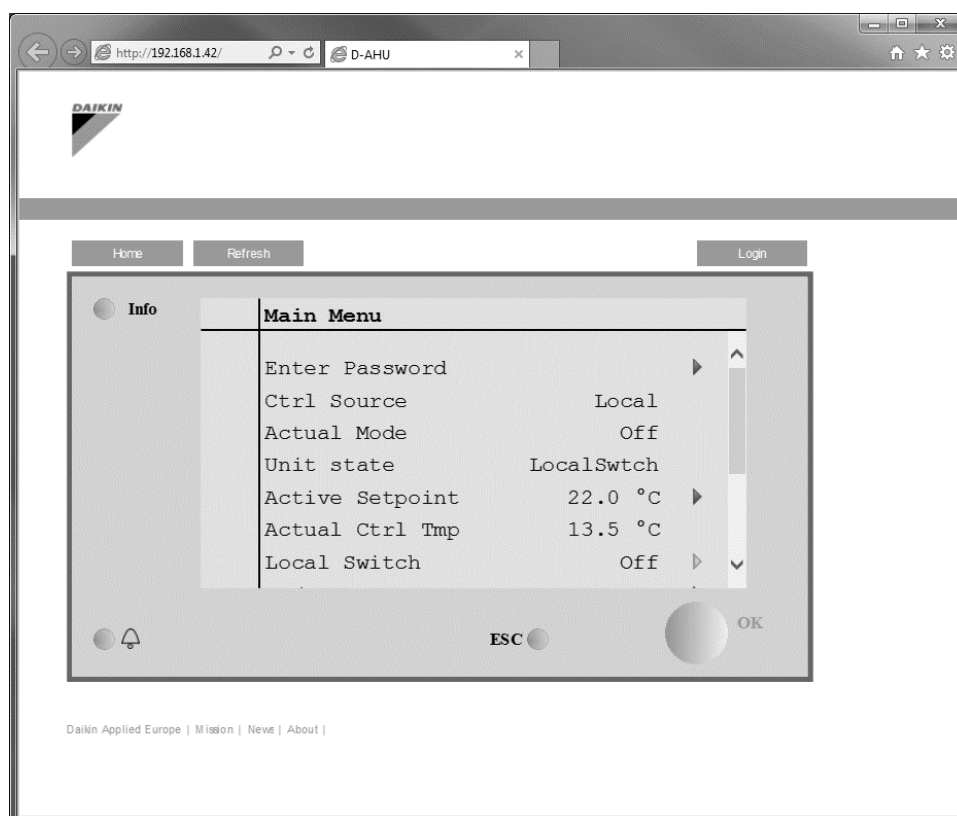 http://192.168.1.42/
D-AHU
DAIKIN
Home
Refresh
Login
Info
Main Menu
Enter Password
Ctrl Source Local
Actual Mode Off
Unit state LocalSwtch
Active Setpoint 22.0 °C
Actual Ctrl Tmp 13.5 °C
Local Switch Off
ESC
OK
Daikin Applied Europe | Mission | News | About |